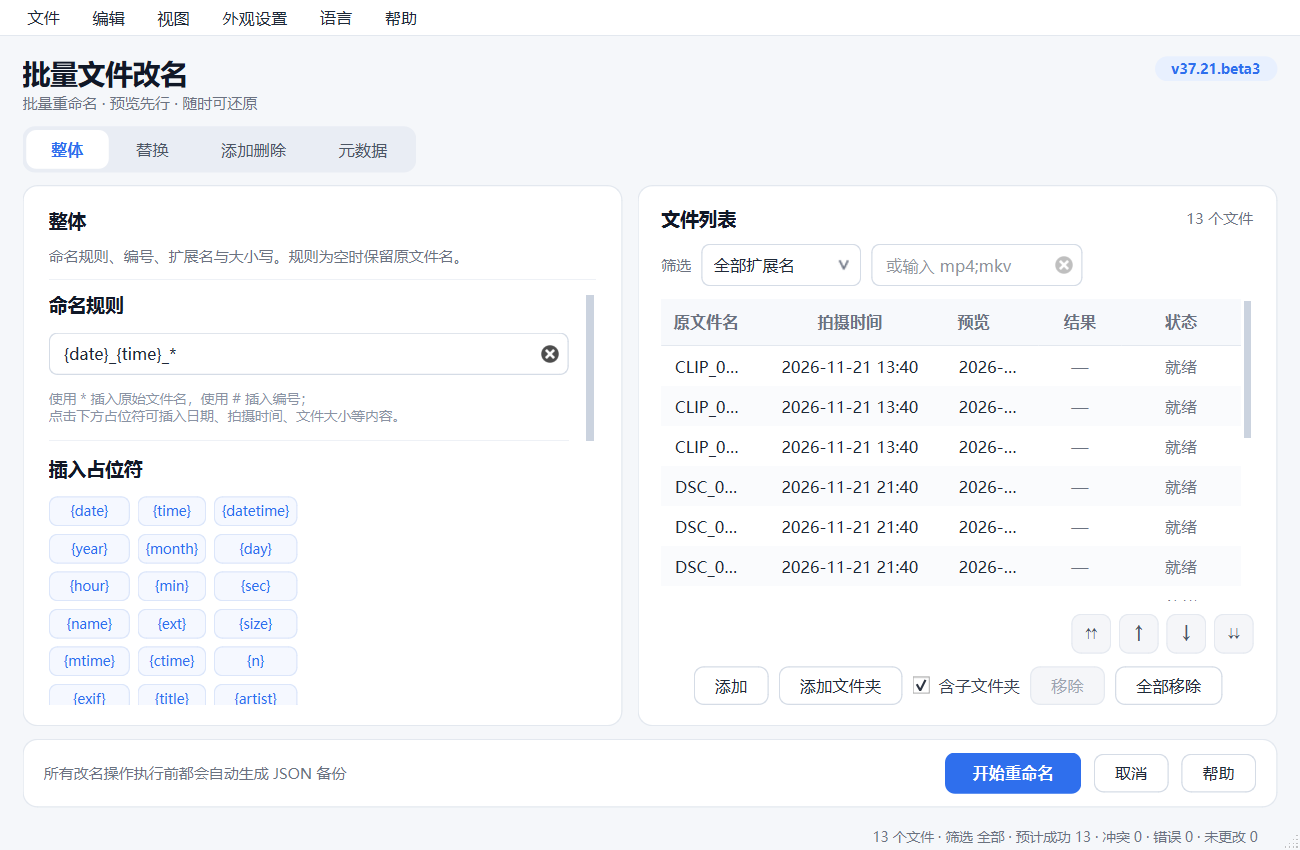 文件 编辑 视图 外观设置 语言 帮助
批量文件改名
v37.21.beta3
批量重命名 · 预览先行 · 随时可还原
整体 替换 添加删除 元数据
整体
命名规则、编号、扩展名与大小写。规则为空时保留原文件名。
命名规则
{date}_{time}_*
使用 * 插入原始文件名，使用 # 插入编号；
点击下方占位符可插入日期、拍摄时间、文件大小等内容。
插入占位符
{date} {time} {datetime}
{year} {month} {day}
{hour} {min} {sec}
{name} {ext} {size}
{mtime} {ctime} {n}
{exif} {title} {artist}
文件列表 13 个文件
筛选 全部扩展名 或输入 mp4;mkv
原文件名 拍摄时间 预览 结果 状态
CLIP_0... 2026-11-21 13:40 2026-... — 就绪
CLIP_0... 2026-11-21 13:40 2026-... — 就绪
CLIP_0... 2026-11-21 13:40 2026-... — 就绪
DSC_0... 2026-11-21 21:40 2026-... — 就绪
DSC_0... 2026-11-21 21:40 2026-... — 就绪
DSC_0... 2026-11-21 21:40 2026-... — 就绪
⇈ ↑ ↓ ⇊
添加 添加文件夹 含子文件夹 移除 全部移除
所有改名操作执行前都会自动生成 JSON 备份
开始重命名 取消 帮助
13 个文件 · 筛选 全部 · 预计成功 13 · 冲突 0 · 错误 0 · 未更改 0